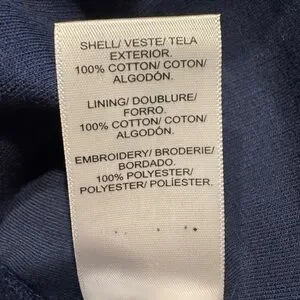 SHELL/ VESTE/ TELA
EXTERIOR.
100% COTTON/ COTON/
ALGODÓN.
LINING/ DOUBLURE/
FORRO.
100% COTTON/ COTON/
ALGODÓN.
EMBROIDERY/ BRODERIE/
BORDADO.
100% POLYESTER/
POLYESTER/ POLÍESTER.